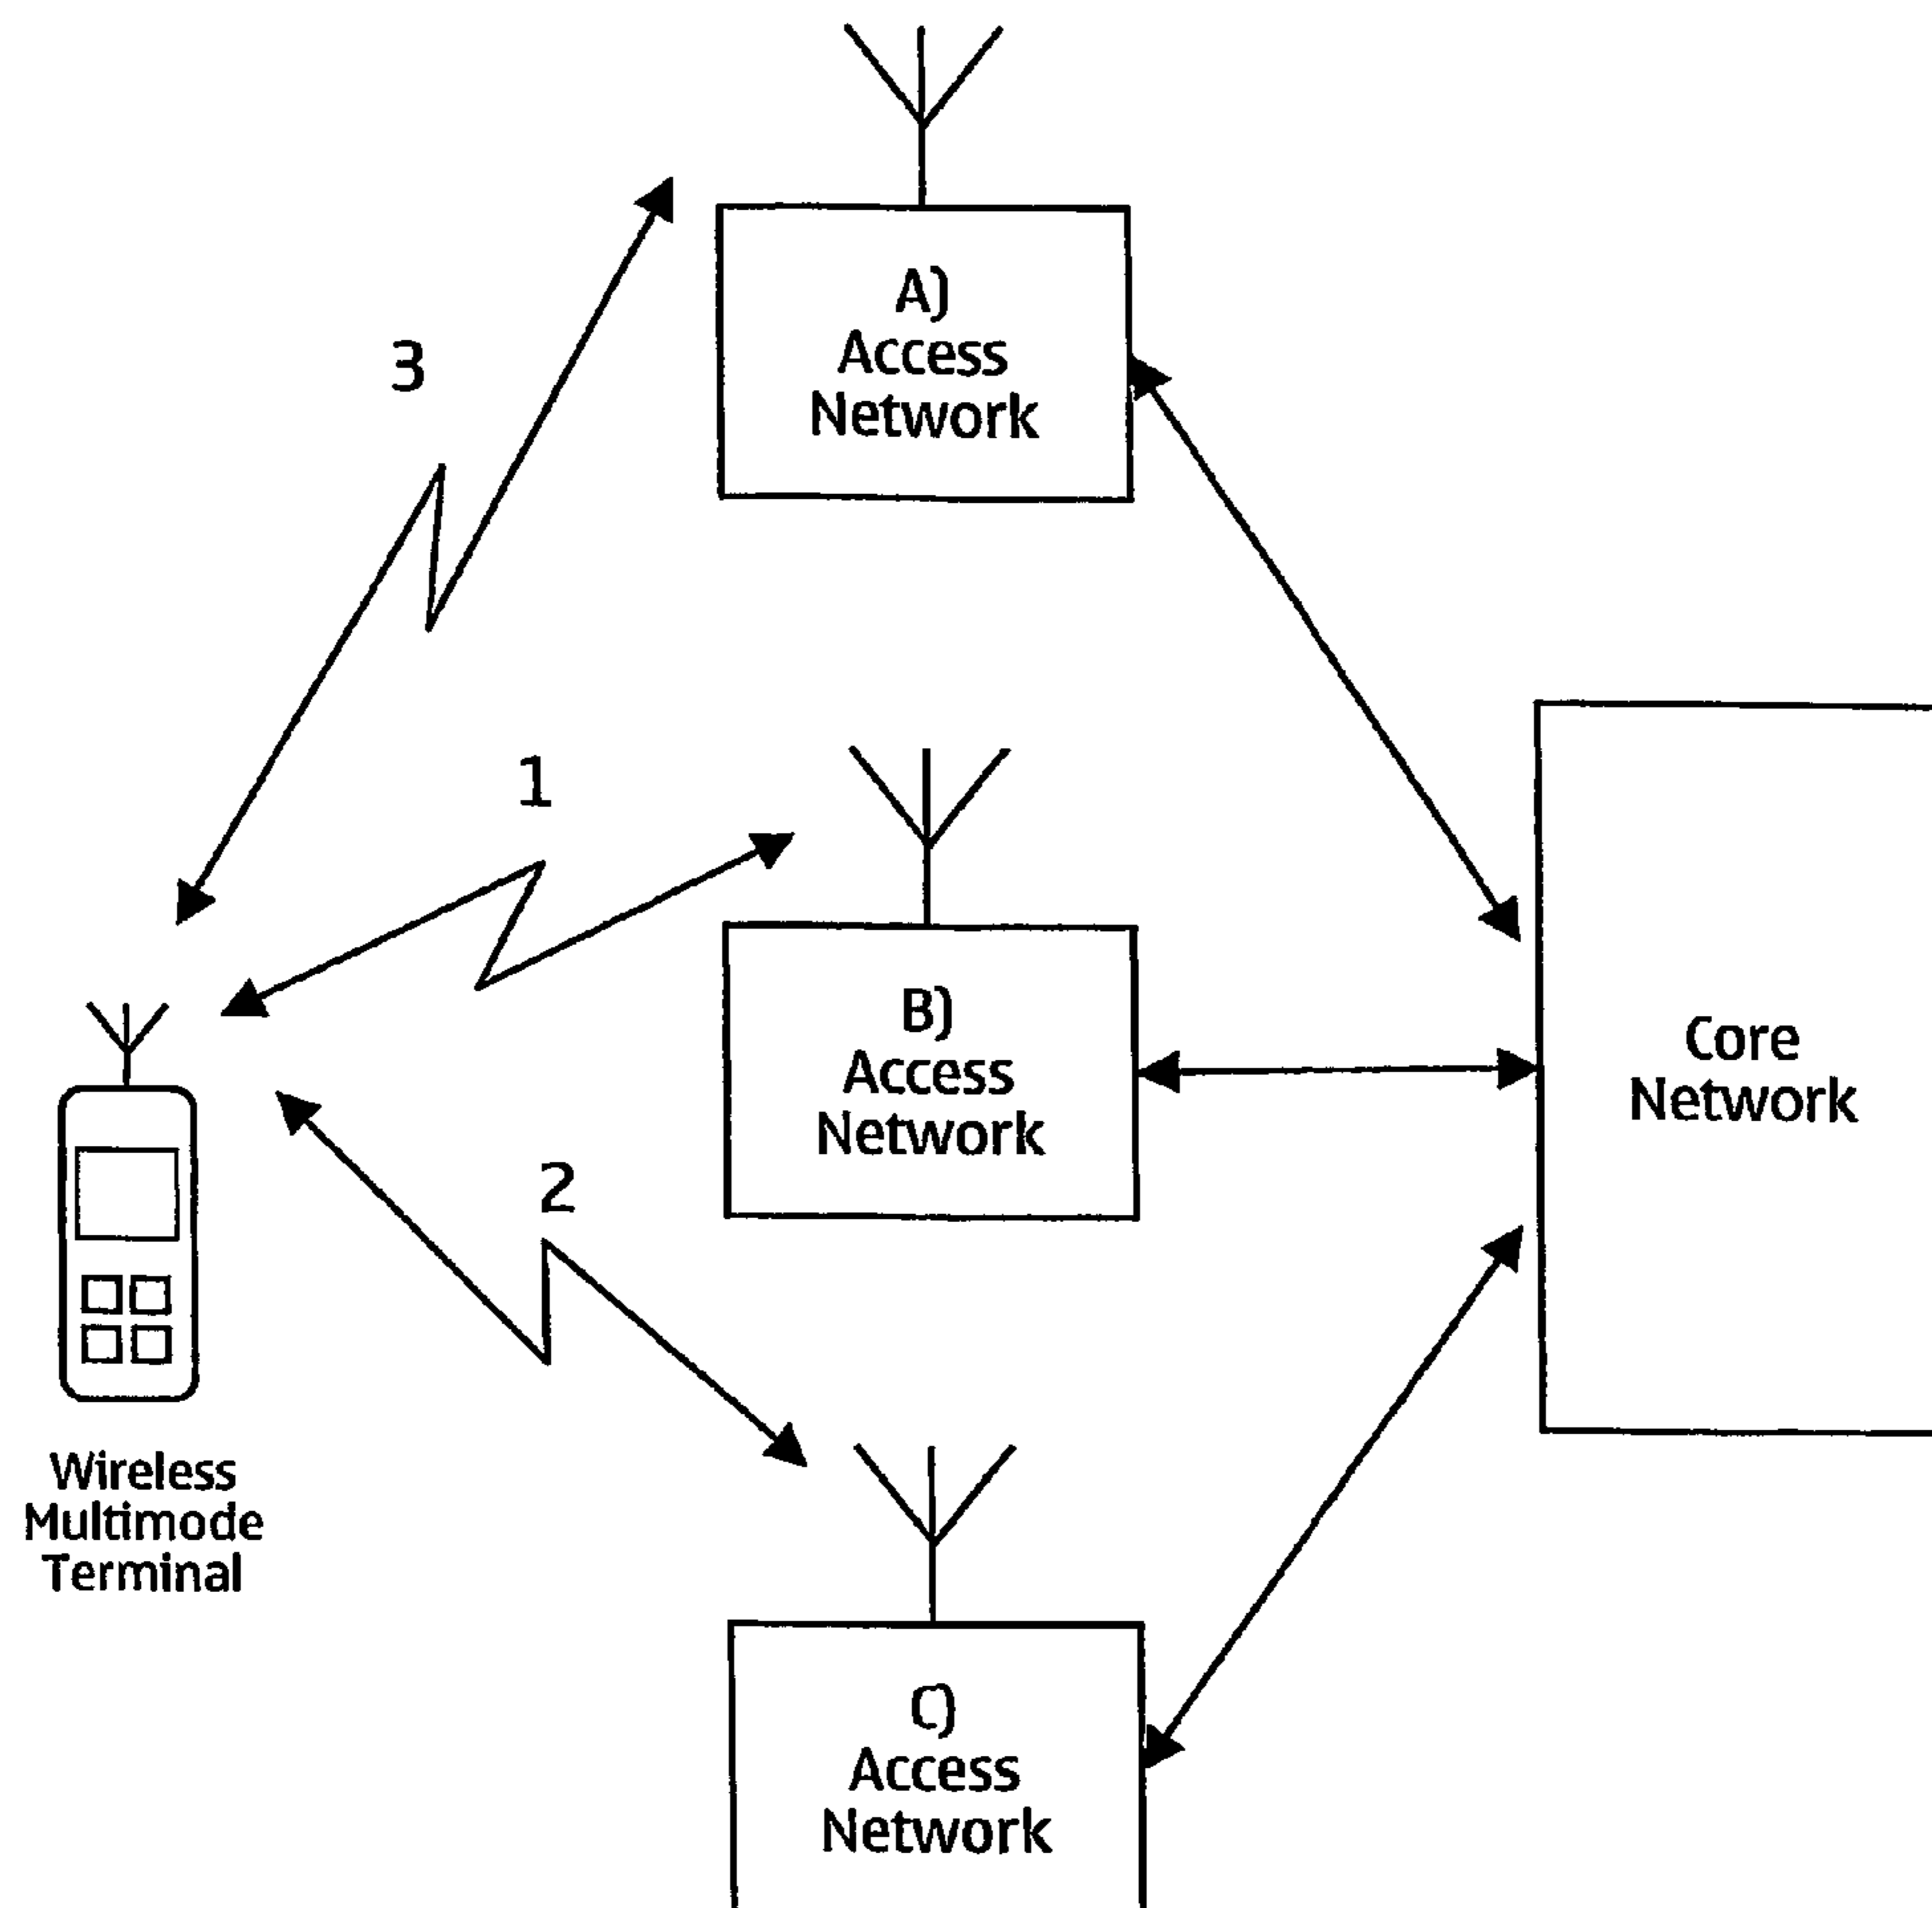 A)
Access
Network
3
1
B)
Access
Network
Core
Network
2
Wireless
Multimode
Terminal
C)
Access
Network